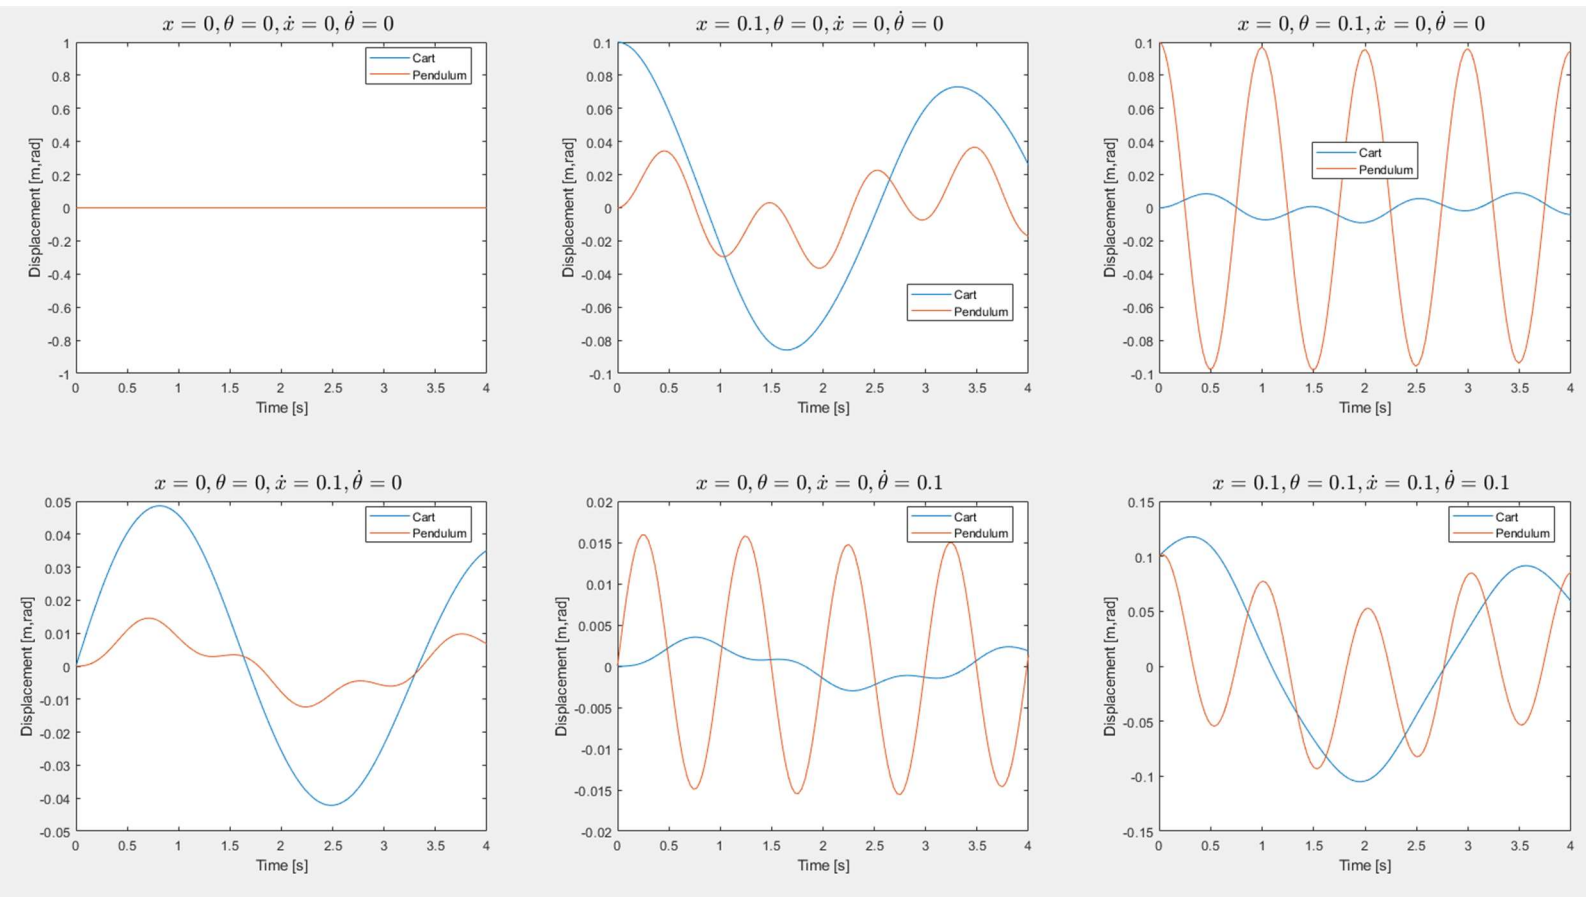 x = 0, θ = 0, ẋ = 0, θ̇ = 0
1
0.8
0.6
0.4
0.2
0
-0.2
-0.4
-0.6
-0.8
-1
Displacement [m,rad]
Cart
Pendulum
0 0.5 1 1.5 2 2.5 3 3.5 4
Time [s]
x = 0.1, θ = 0, ẋ = 0, θ̇ = 0
0.1
0.08
0.06
0.04
0.02
0
-0.02
-0.04
-0.06
-0.08
-0.1
Displacement [m,rad]
Cart
Pendulum
0 0.5 1 1.5 2 2.5 3 3.5 4
Time [s]
x = 0, θ = 0.1, ẋ = 0, θ̇ = 0
0.1
0.08
0.06
0.04
0.02
0
-0.02
-0.04
-0.06
-0.08
-0.1
Displacement [m,rad]
Cart
Pendulum
0 0.5 1 1.5 2 2.5 3 3.5 4
Time [s]
x = 0, θ = 0, ẋ = 0.1, θ̇ = 0
0.05
0.04
0.03
0.02
0.01
0
-0.01
-0.02
-0.03
-0.04
-0.05
Displacement [m,rad]
Cart
Pendulum
0 0.5 1 1.5 2 2.5 3 3.5 4
Time [s]
x = 0, θ = 0, ẋ = 0, θ̇ = 0.1
0.02
0.015
0.01
0.005
0
-0.005
-0.01
-0.015
-0.02
Displacement [m,rad]
Cart
Pendulum
0 0.5 1 1.5 2 2.5 3 3.5 4
Time [s]
x = 0.1, θ = 0.1, ẋ = 0.1, θ̇ = 0.1
0.15
0.1
0.05
0
-0.05
-0.1
-0.15
Displacement [m,rad]
Cart
Pendulum
0 0.5 1 1.5 2 2.5 3 3.5 4
Time [s]